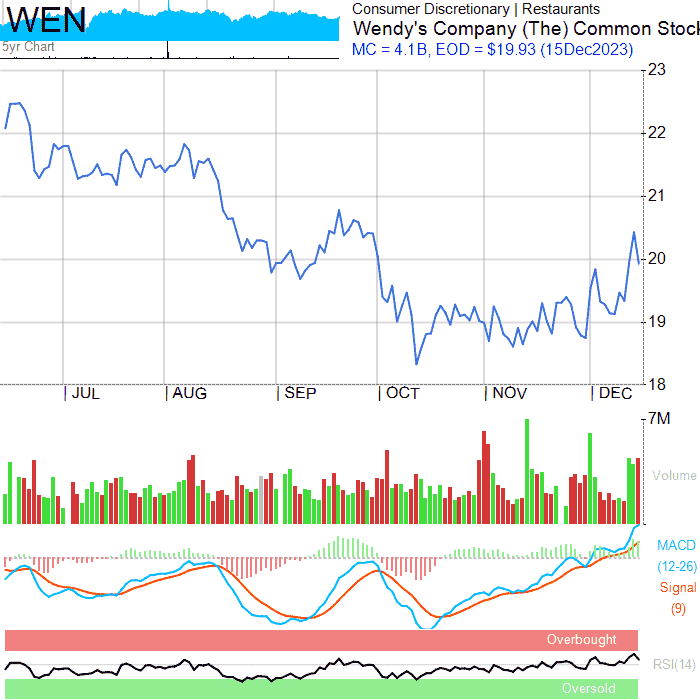 WEN
5yr Chart
Consumer Discretionary | Restaurants
Wendy's Company (The) Common Stock
MC = 4.1B, EOD = $19.93 (15Dec2023)
23
22
21
20
19
18
JUL AUG SEP OCT NOV DEC
7M
Volume
MACD
(12-26)
Signal
(9)
Overbought
RSI(14)
Oversold